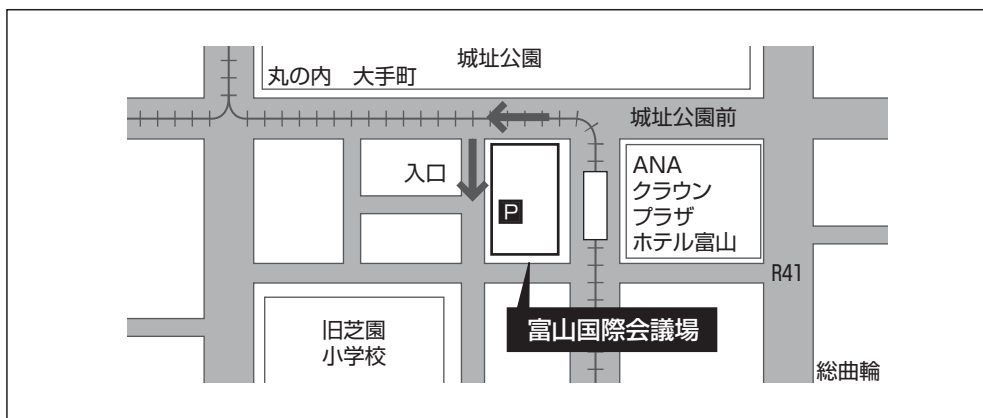 城址公園
丸の内 大手町
城址公園前
入口
ANA
クラウン
プラザ
ホテル富山
P
R41
富山国際会議場
旧芝園
小学校
総曲輪